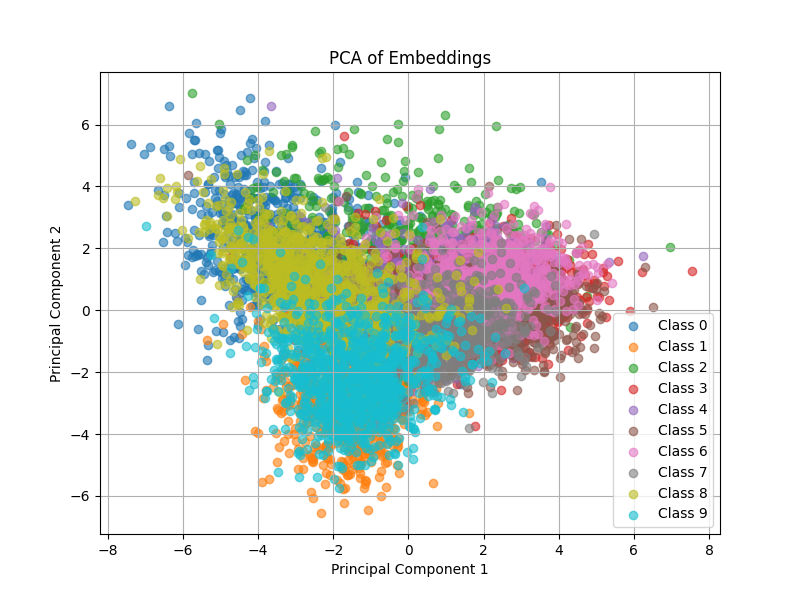 PCA of Embeddings
Principal Component 2
6
4
2
0
−2
−4
−6
−8
−6
−4
−2
0
2
4
6
8
Principal Component 1
Class 0
Class 1
Class 2
Class 3
Class 4
Class 5
Class 6
Class 7
Class 8
Class 9